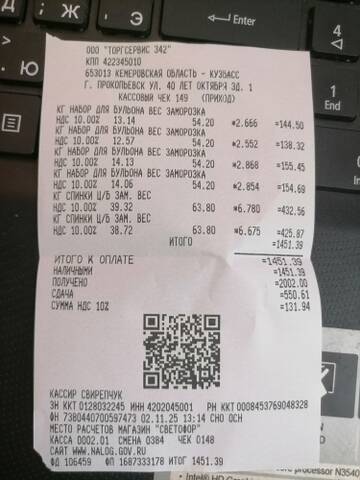 ООО "ТОРГСЕРВИС 342"
КПП 422345010
653013 КЕМЕРОВСКАЯ ОБЛАСТЬ - КУЗБАСС
Г. ПРОКОПЬЕВСК УЛ. 40 ЛЕТ ОКТЯБРЯ ЗД. 1
КАССОВЫЙ ЧЕК 149 (ПРИХОД)
КГ НАБОР ДЛЯ БУЛЬОНА ВЕС ЗАМОРОЗКА
НДС 10.00% 13.14 54.20 *2.666 =144.50
КГ НАБОР ДЛЯ БУЛЬОНА ВЕС ЗАМОРОЗКА
НДС 10.00% 12.57 54.20 *2.552 =138.32
КГ НАБОР ДЛЯ БУЛЬОНА ВЕС ЗАМОРОЗКА
НДС 10.00% 14.13 54.20 *2.868 =155.45
КГ НАБОР ДЛЯ БУЛЬОНА ВЕС ЗАМОРОЗКА
НДС 10.00% 14.06 54.20 *2.854 =154.69
КГ СПИНКИ Ц/Б ЗАМ. ВЕС
НДС 10.00% 39.32 63.80 *6.780 =432.56
КГ СПИНКИ Ц/Б ЗАМ. ВЕС
НДС 10.00% 38.72 63.80 *6.675 =425.87
ИТОГО =1451.39
ИТОГО К ОПЛАТЕ =1451.39
НАЛИЧНЫМИ =1451.39
ПОЛУЧЕНО =2002.00
СДАЧА =550.61
СУММА НДС 10% =131.94
КАССИР СВИРЕПЧУК
ЗН ККТ 0128032245 ИНН 4202045001 РН ККТ 0008453769048328
ФН 7380440700597473 02.11.25 13:14 СНО ОСН
МЕСТО РАСЧЕТОВ МАГАЗИН "СВЕТОФОР"
КАССА 0002.01 СМЕНА 0384 ЧЕК 0148
САЙТ WWW.NALOG.GOV.RU
ФД 106459 ФП 1687333178 ИТОГ 1451.39
Д
Ж
Э
Ю
Enter
4
1
End
0
Ins
processor N3540
Intel® HD Graphics